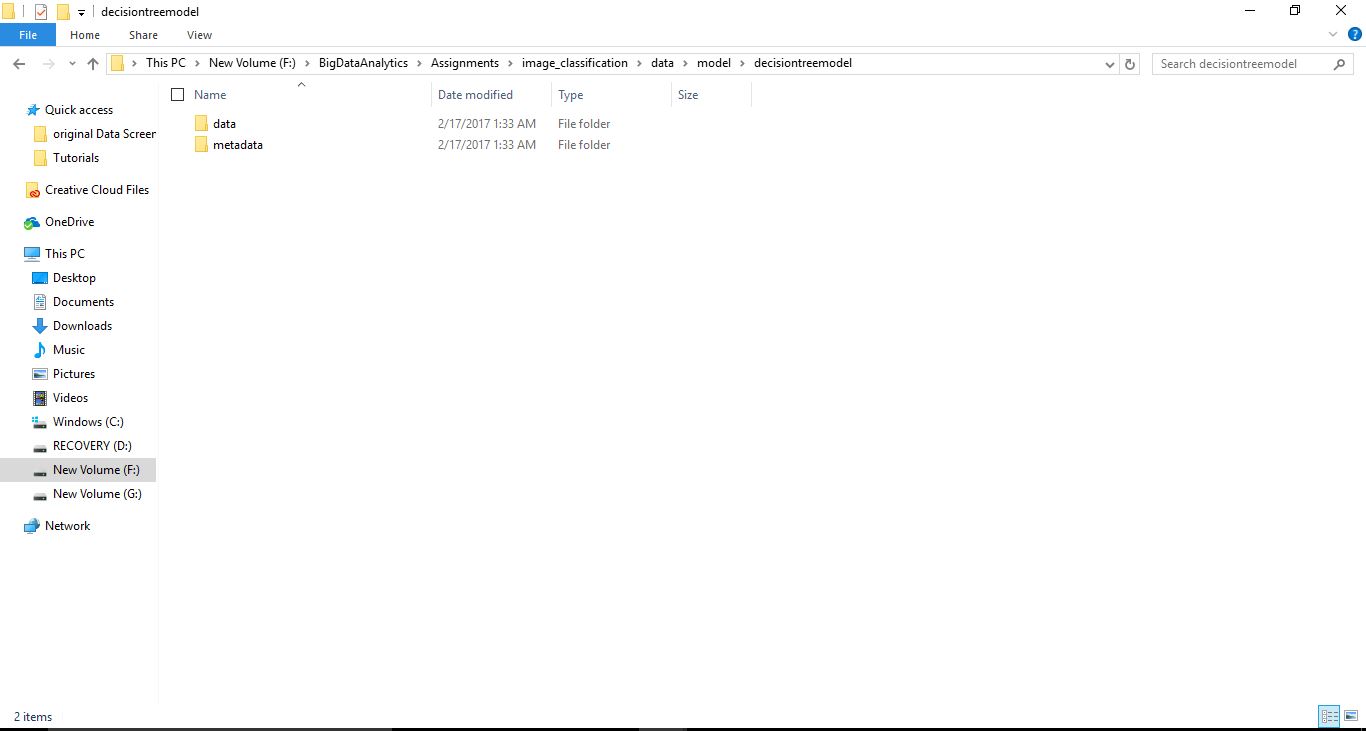 decisiontreemodel
File Home Share View
This PC New Volume (F:) BigDataAnalytics Assignments image_classification data model decisiontreemodel
Search decisiontreemodel
Name Date modified Type Size
data 2/17/2017 1:33 AM File folder
metadata 2/17/2017 1:33 AM File folder
Quick access
original Data Screen
Tutorials
Creative Cloud Files
OneDrive
This PC
Desktop
Documents
Downloads
Music
Pictures
Videos
Windows (C:)
RECOVERY (D:)
New Volume (F:)
New Volume (G:)
Network
2 items